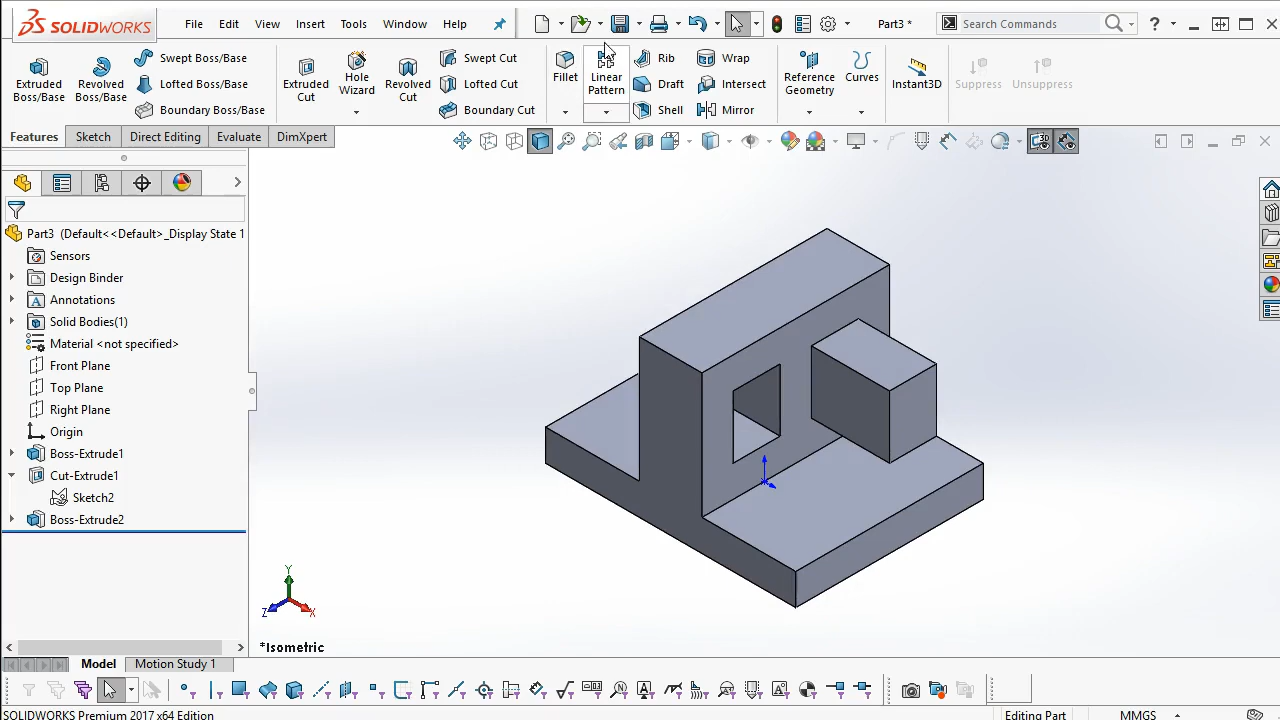 SOLIDWORKS File Edit View Insert Tools Window Help Part3 * Search Commands ?
Extruded Boss/Base
Revolved Boss/Base
Swept Boss/Base
Lofted Boss/Base
Boundary Boss/Base
Extruded Cut
Hole Wizard
Revolved Cut
Swept Cut
Lofted Cut
Boundary Cut
Fillet
Linear Pattern
Rib
Draft
Shell
Wrap
Intersect
Mirror
Reference Geometry
Curves
Instant3D
Suppress
Unsuppress
Features Sketch Direct Editing Evaluate DimXpert
Part3 (Default<<Default>_Display State 1
Sensors
Design Binder
Annotations
Solid Bodies(1)
Material <not specified>
Front Plane
Top Plane
Right Plane
Origin
Boss-Extrude1
Cut-Extrude1
Sketch2
Boss-Extrude2
Y
Z X
*Isometric
Model Motion Study 1
SOLIDWORKS Premium 2017 x64 Edition Editing Part MMGS